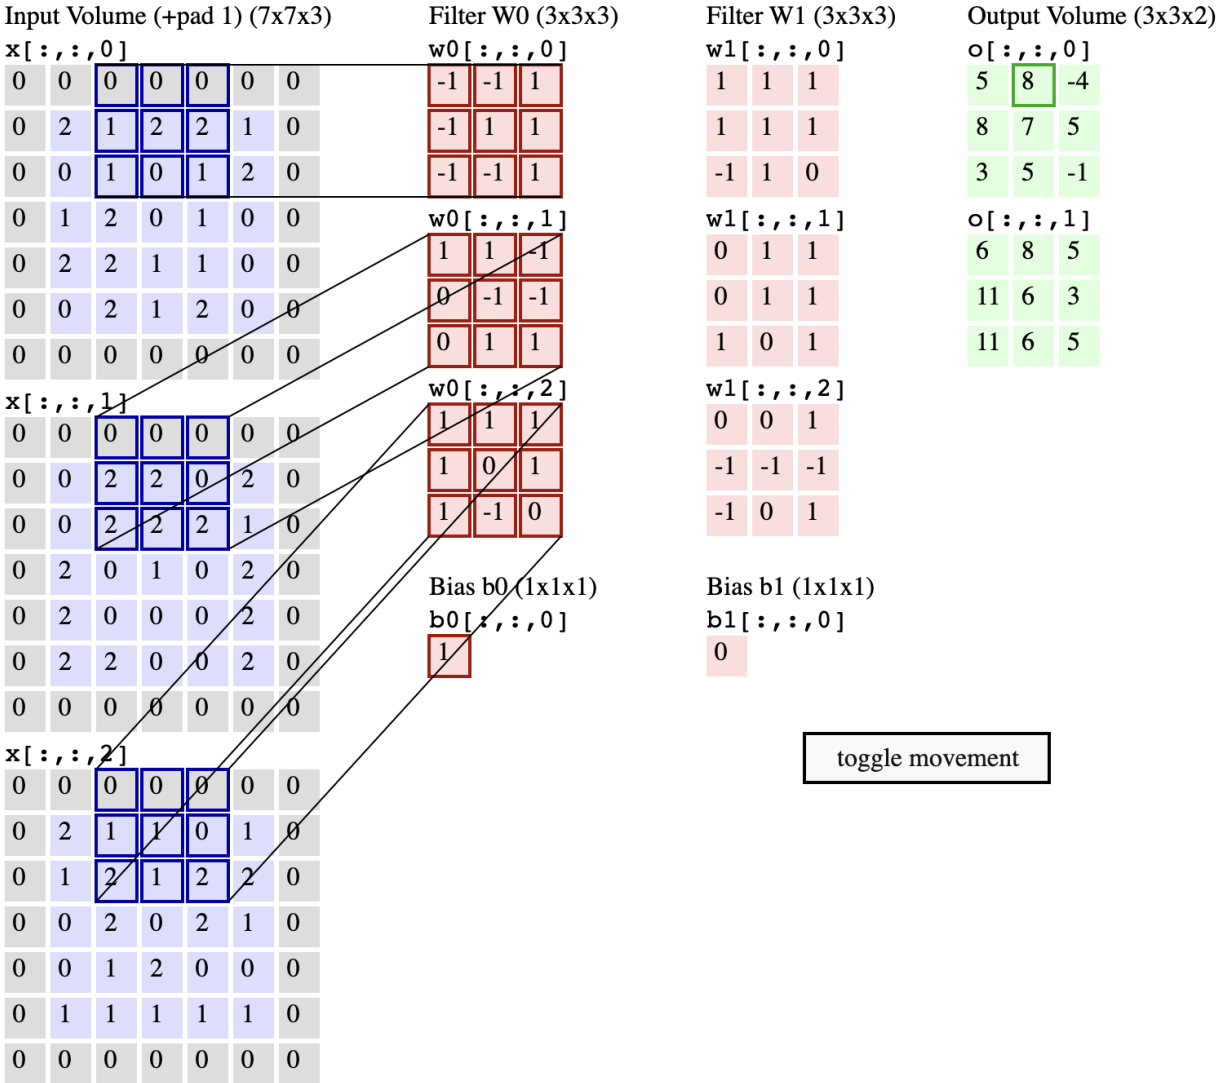 Input Volume (+pad 1) (7x7x3)
x[:,:,0]
0 0 0 0 0 0 0
0 2 1 2 2 1 0
0 0 1 0 1 2 0
0 1 2 0 1 0 0
0 2 2 1 1 0 0
0 0 2 1 2 0 0
0 0 0 0 0 0 0
x[:,:,1]
0 0 0 0 0 0 0
0 0 2 2 0 2 0
0 0 2 2 2 1 0
0 2 0 1 0 2 0
0 2 0 0 0 2 0
0 2 2 0 0 2 0
0 0 0 0 0 0 0
x[:,:,2]
0 0 0 0 0 0 0
0 2 1 1 0 1 0
0 1 2 1 2 2 0
0 0 2 0 2 1 0
0 0 1 2 0 0 0
0 1 1 1 1 1 0
0 0 0 0 0 0 0
Filter W0 (3x3x3)
w0[:,:,0]
-1 -1 1
-1 1 1
-1 -1 1
w0[:,:,1]
1 1 -1
0 -1 -1
0 1 1
w0[:,:,2]
1 1 1
1 0 1
1 -1 0
Bias b0 (1x1x1)
b0[:,:,0]
1
Filter W1 (3x3x3)
w1[:,:,0]
1 1 1
1 1 1
-1 1 0
w1[:,:,1]
0 1 1
0 1 1
1 0 1
w1[:,:,2]
0 0 1
-1 -1 -1
-1 0 1
Bias b1 (1x1x1)
b1[:,:,0]
0
Output Volume (3x3x2)
o[:,:,0]
5 8 -4
8 7 5
3 5 -1
o[:,:,1]
6 8 5
11 6 3
11 6 5
toggle movement